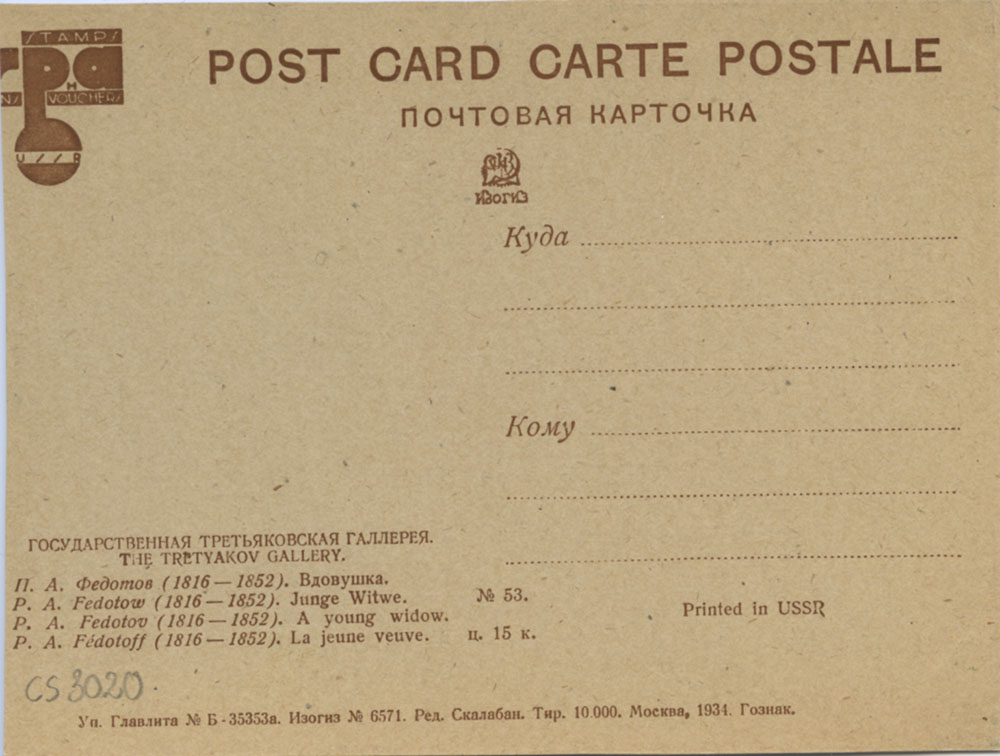 STAMPS
pa
VOUCHERS
POST CARD CARTE POSTALE
ПОЧТОВАЯ КАРТОЧКА
ИЗОГИЗ
Куда
Кому
ГОСУДАРСТВЕННАЯ ТРЕТЬЯКОВСКАЯ ГАЛЛЕРЕЯ.
THE TRETYAKOV GALLERY.
П. А. Федотов (1816 — 1852). Вдовушка.
P. A. Fedotow (1816 — 1852). Junge Witwe. № 53.
P. A. Fedotov (1816 — 1852). A young widow.
P. A. Fédotoff (1816 — 1852). La jeune veuve. ц. 15 к.
Printed in USSR
CS 3020.
Уп. Главлита № Б - 35353а. Изогиз № 6571. Ред. Скалабан. Тир. 10.000. Москва, 1934. Гознак.